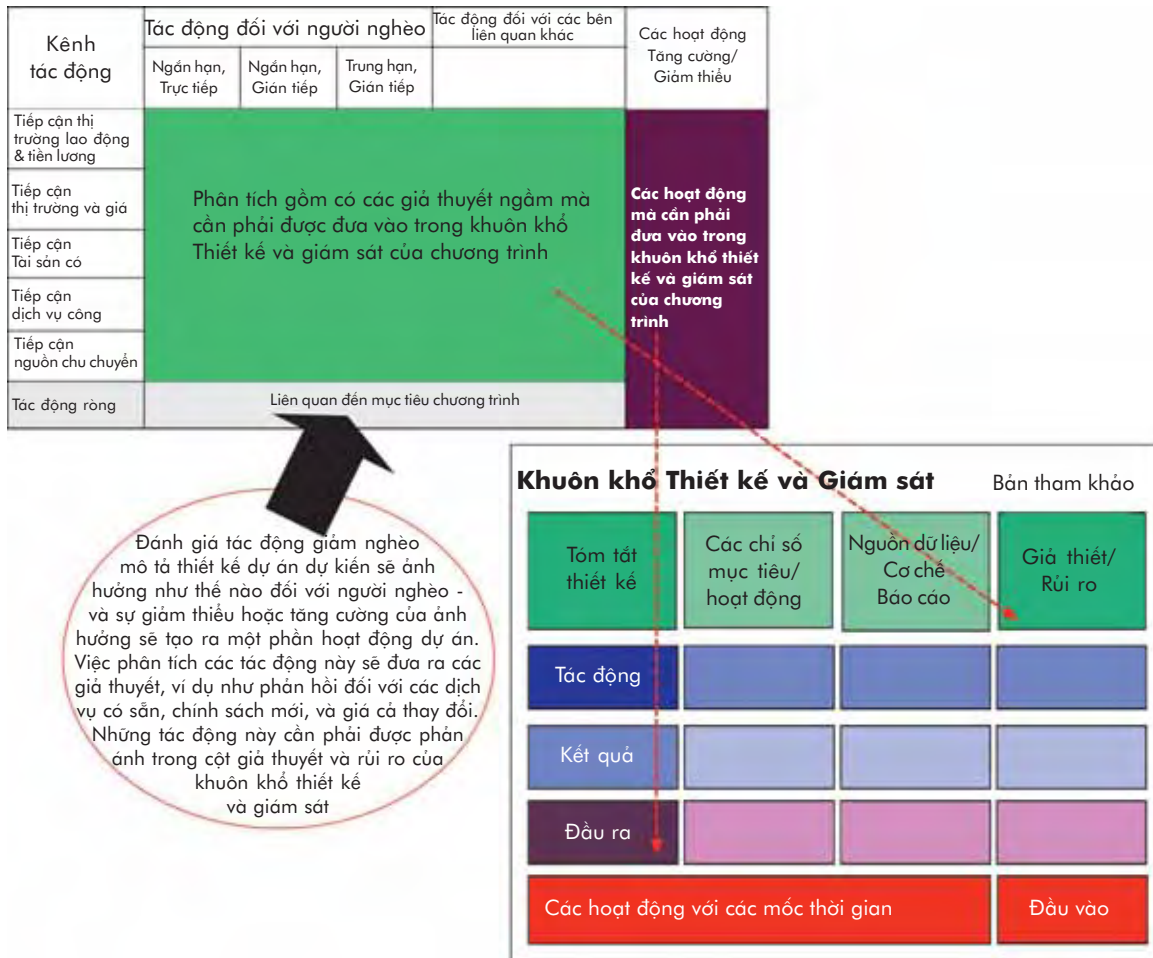 Kênh
tác động
Tác động đối với người nghèo
Tác động đối với các bên
liên quan khác
Các hoạt động
Tăng cường/
Giảm thiểu
Ngắn hạn,
Trực tiếp
Ngắn hạn,
Gián tiếp
Trung hạn,
Gián tiếp
Tiếp cận thị
trường lao động
& tiền lương
Tiếp cận
thị trường và giá
Tiếp cận
Tài sản có
Tiếp cận
dịch vụ công
Tiếp cận
nguồn chu chuyển
Tác động ròng
Phân tích gồm có các giả thuyết ngầm mà
cần phải được đưa vào trong khuôn khổ
Thiết kế và giám sát của chương trình
Các hoạt động
mà cần phải
đưa vào trong
khuôn khổ thiết
kế và giám sát
của chương
trình
Liên quan đến mục tiêu chương trình
Đánh giá tác động giảm nghèo
mô tả thiết kế dự án dự kiến sẽ ảnh
hưởng như thế nào đối với người nghèo -
và sự giảm thiểu hoặc tăng cường của ảnh
hưởng sẽ tạo ra một phần hoạt động dự án.
Việc phân tích các tác động này sẽ đưa ra các
giả thuyết, ví dụ như phản hồi đối với các dịch
vụ có sẵn, chính sách mới, và giá cả thay đổi.
Những tác động này cần phải được phản
ánh trong cột giả thuyết và rủi ro của
khuôn khổ thiết kế
và giám sát
Khuôn khổ Thiết kế và Giám sát
Bản tham khảo
Tóm tắt
thiết kế
Các chỉ số
mục tiêu/
hoạt động
Nguồn dữ liệu/
Cơ chế
Báo cáo
Giả thiết/
Rủi ro
Tác động
Kết quả
Đầu ra
Các hoạt động với các mốc thời gian
Đầu vào